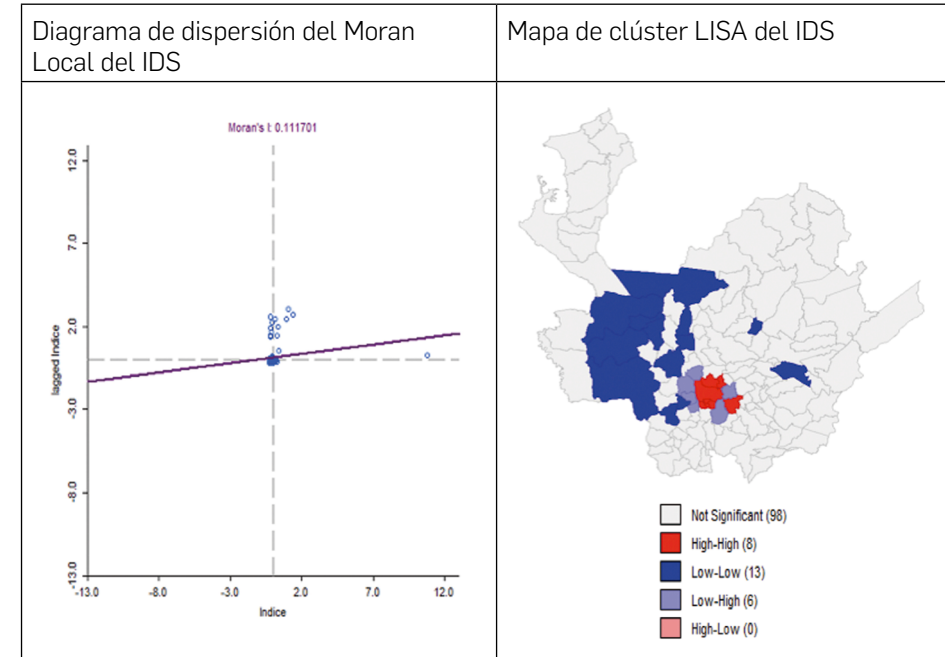 Diagrama de dispersión del Moran
Local del IDS
Mapa de clúster LISA del IDS
Moran's I: 0.111701
12.0
7.0
2.0
-3.0
-8.0
-13.0
lagged Indice
-13.0 -8.0 -3.0 2.0 7.0 12.0
Indice
Not Significant (98)
High-High (8)
Low-Low (13)
Low-High (6)
High-Low (0)